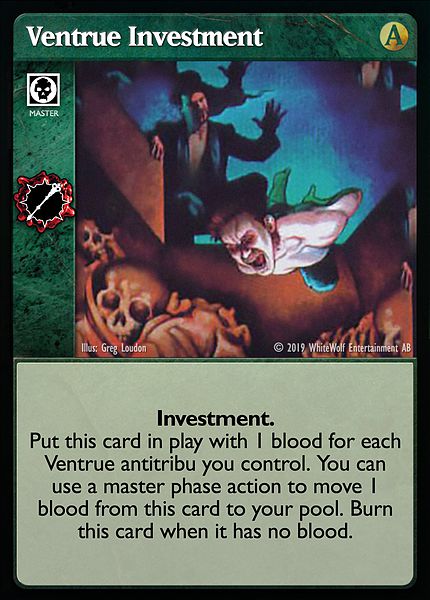 Ventrue Investment
A
MASTER
Illus: Greg Loudon
© 2019 WhiteWolf Entertainment AB
Investment.
Put this card in play with 1 blood for each
Ventrue antitribu you control. You can
use a master phase action to move 1
blood from this card to your pool. Burn
this card when it has no blood.